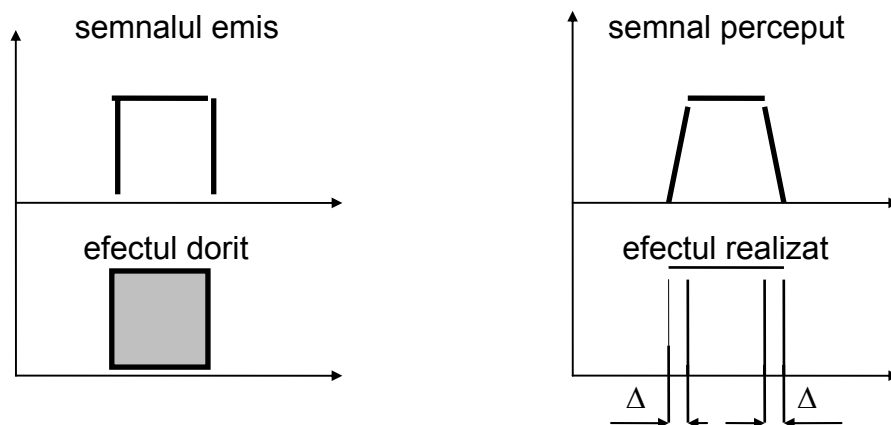 semnalul emis
semnal perceput
efectul dorit
efectul realizat
Δ Δ